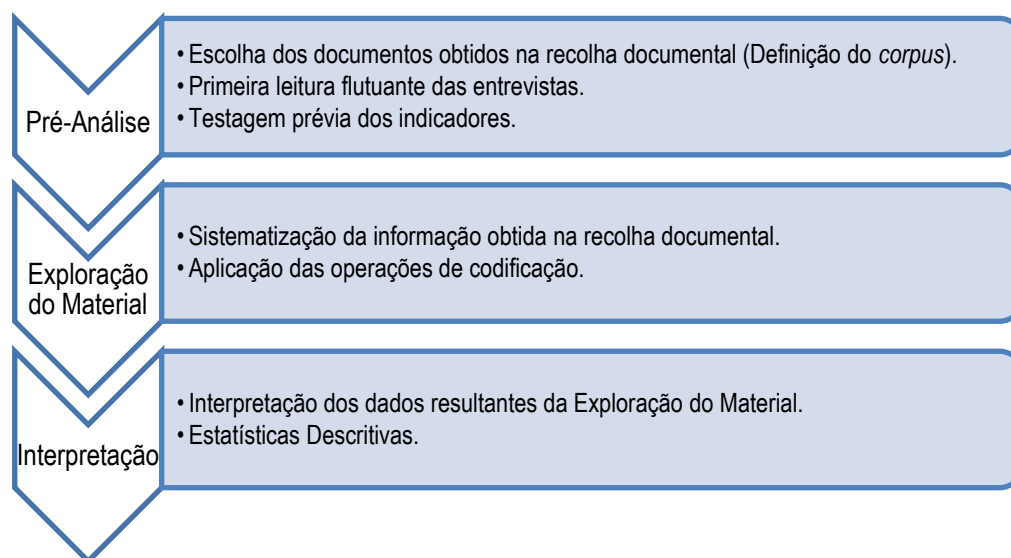 Pré-Análise
• Escolha dos documentos obtidos na recolha documental (Definição do corpus).
• Primeira leitura flutuante das entrevistas.
• Testagem prévia dos indicadores.
Exploração
do Material
• Sistematização da informação obtida na recolha documental.
• Aplicação das operações de codificação.
Interpretação
• Interpretação dos dados resultantes da Exploração do Material.
• Estatísticas Descritivas.